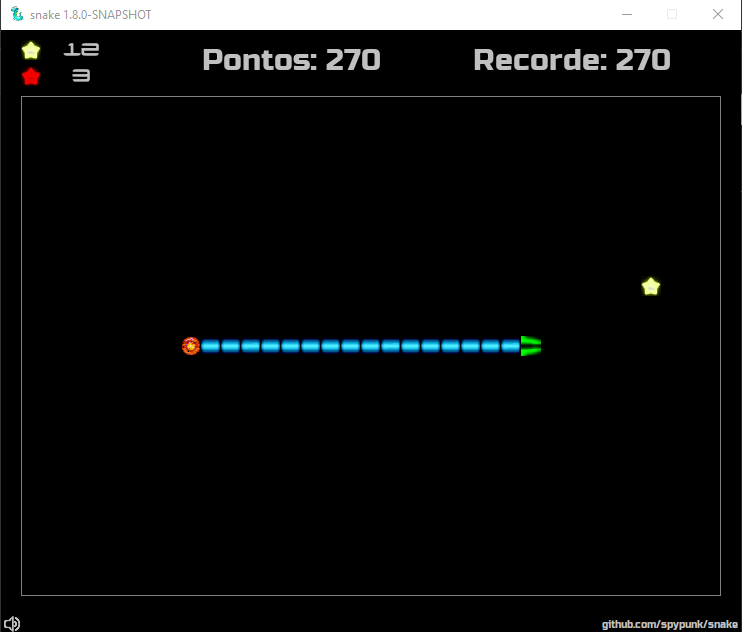 snake 1.8.0-SNAPSHOT
12
3
Pontos: 270
Recorde: 270
github.com/spypunk/snake